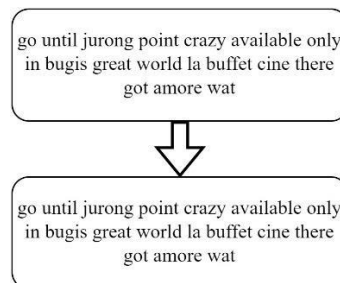 go until jurong point crazy available only
in bugis great world la buffet cine there
got amore wat
go until jurong point crazy available only
in bugis great world la buffet cine there
got amore wat